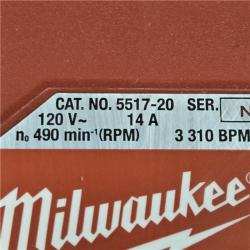 CAT. NO. 5517-20 SER. N
120 V~ 14 A
n₀ 490 min⁻¹(RPM) 3 310 BPM
Milwaukee